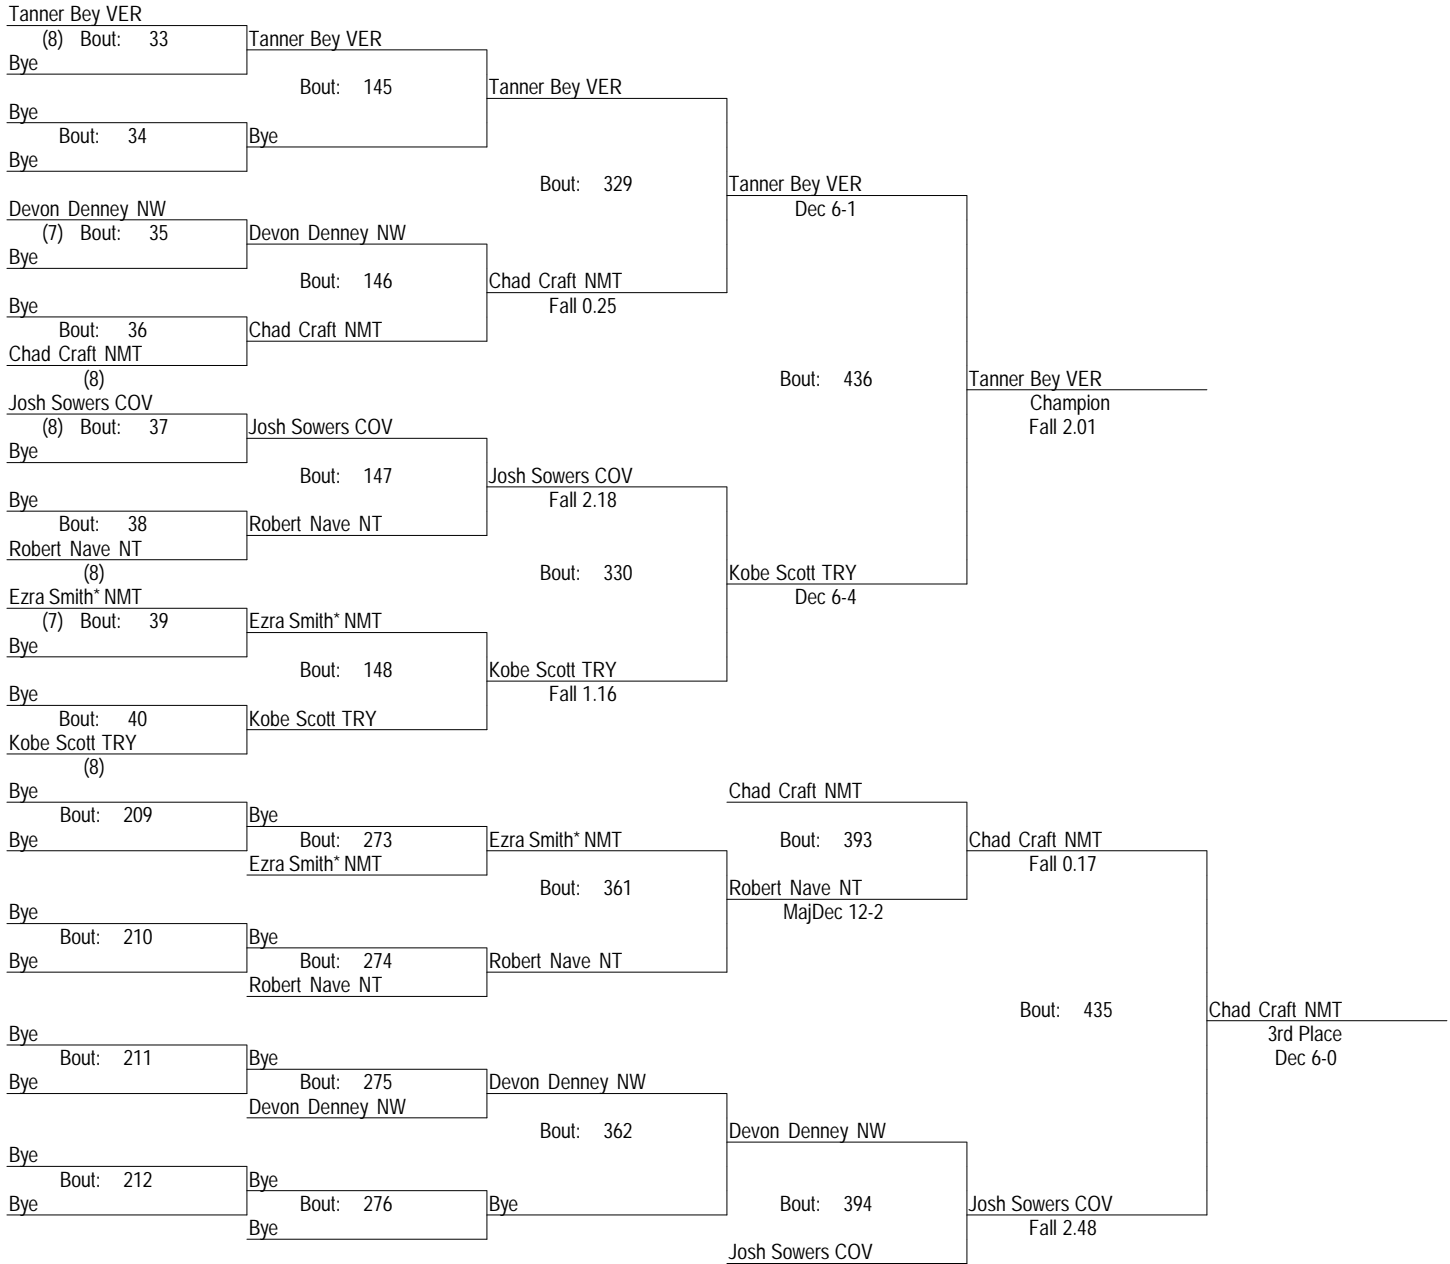 Tanner Bey VER
(8) Bout: 33 Tanner Bey VER
Bye
Bout: 145 Tanner Bey VER
Bye
Bout: 34 Bye
Bye
Bout: 329 Tanner Bey VER
Devon Denney NW Dec 6-1
(7) Bout: 35 Devon Denney NW
Bye
Bout: 146 Chad Craft NMT
Bye Fall 0.25
Bout: 36 Chad Craft NMT
Chad Craft NMT
(8) Bout: 436 Tanner Bey VER
Josh Sowers COV Champion
(8) Bout: 37 Josh Sowers COV Fall 2.01
Bye
Bout: 147 Josh Sowers COV
Bye Fall 2.18
Bout: 38 Robert Nave NT
Robert Nave NT
(8) Bout: 330 Kobe Scott TRY
Ezra Smith* NMT Dec 6-4
(7) Bout: 39 Ezra Smith* NMT
Bye
Bout: 148 Kobe Scott TRY
Bye Fall 1.16
Bout: 40 Kobe Scott TRY
Kobe Scott TRY
(8)
Bye Chad Craft NMT
Bout: 209 Bye
Bye Bout: 273 Ezra Smith* NMT Bout: 393 Chad Craft NMT
Ezra Smith* NMT Fall 0.17
Bout: 361 Robert Nave NT
Bye MajDec 12-2
Bout: 210 Bye
Bye Bout: 274 Robert Nave NT
Robert Nave NT
Bout: 435 Chad Craft NMT
Bye 3rd Place
Bout: 211 Bye Dec 6-0
Bye Bout: 275 Devon Denney NW
Devon Denney NW
Bout: 362 Devon Denney NW
Bye
Bout: 212 Bye
Bye Bout: 276 Bye Bout: 394 Josh Sowers COV
Bye Fall 2.48
Josh Sowers COV